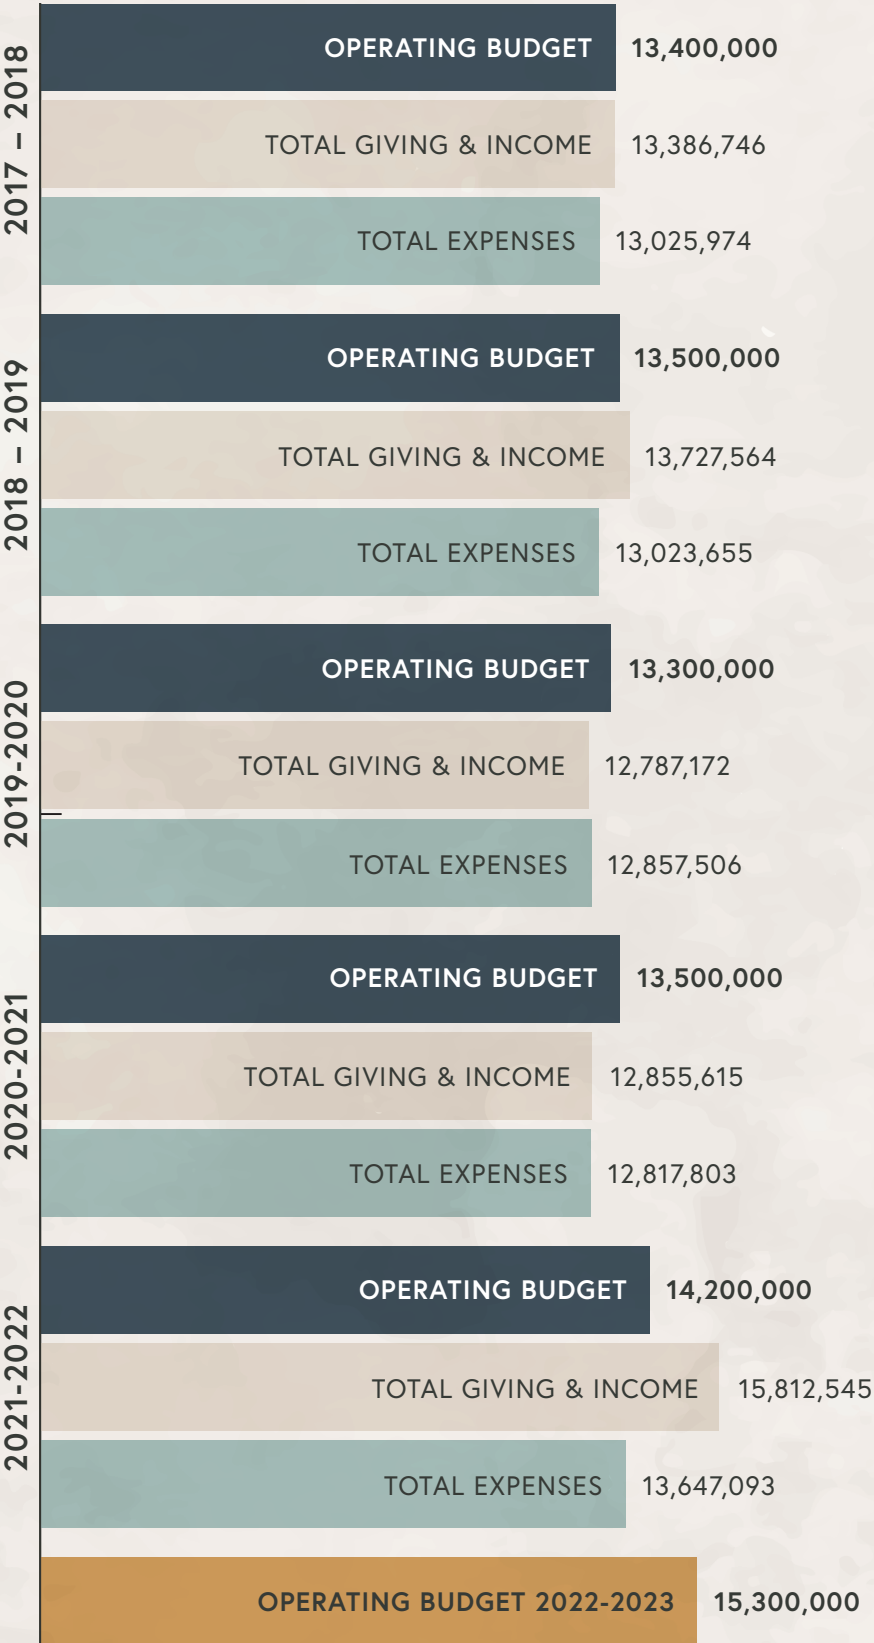 2017 – 2018
OPERATING BUDGET 13,400,000
TOTAL GIVING & INCOME 13,386,746
TOTAL EXPENSES 13,025,974
2018 – 2019
OPERATING BUDGET 13,500,000
TOTAL GIVING & INCOME 13,727,564
TOTAL EXPENSES 13,023,655
2019-2020
OPERATING BUDGET 13,300,000
TOTAL GIVING & INCOME 12,787,172
TOTAL EXPENSES 12,857,506
2020-2021
OPERATING BUDGET 13,500,000
TOTAL GIVING & INCOME 12,855,615
TOTAL EXPENSES 12,817,803
2021-2022
OPERATING BUDGET 14,200,000
TOTAL GIVING & INCOME 15,812,545
TOTAL EXPENSES 13,647,093
OPERATING BUDGET 2022-2023 15,300,000